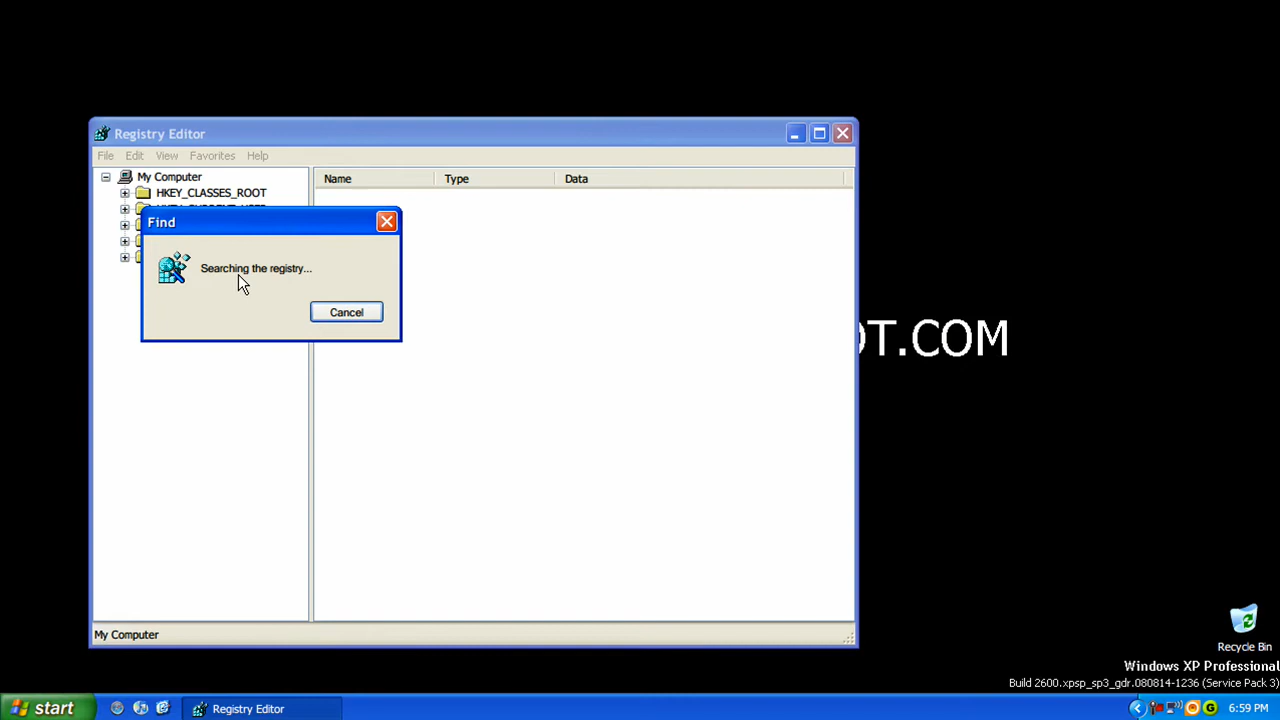 Registry Editor
File Edit View Favorites Help
My Computer
HKEY_CLASSES_ROOT
Name Type Data
Find
Searching the registry...
Cancel
OT.COM
My Computer
Recycle Bin
Windows XP Professional
Build 2600.xpsp_sp3_gdr.080814-1236 (Service Pack 3)
start
Registry Editor
6:59 PM